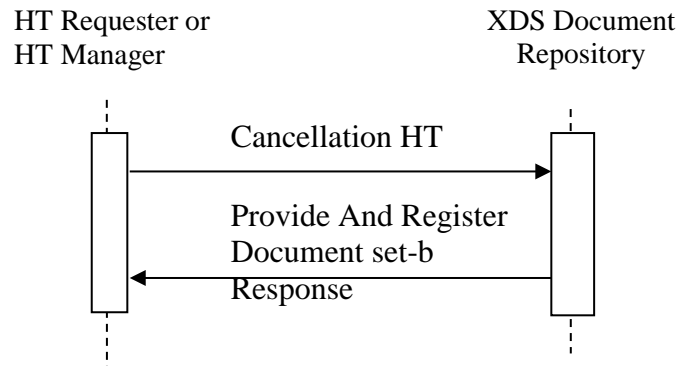 HT Requester or
HT Manager
XDS Document
Repository
Cancellation HT
Provide And Register
Document set-b
Response